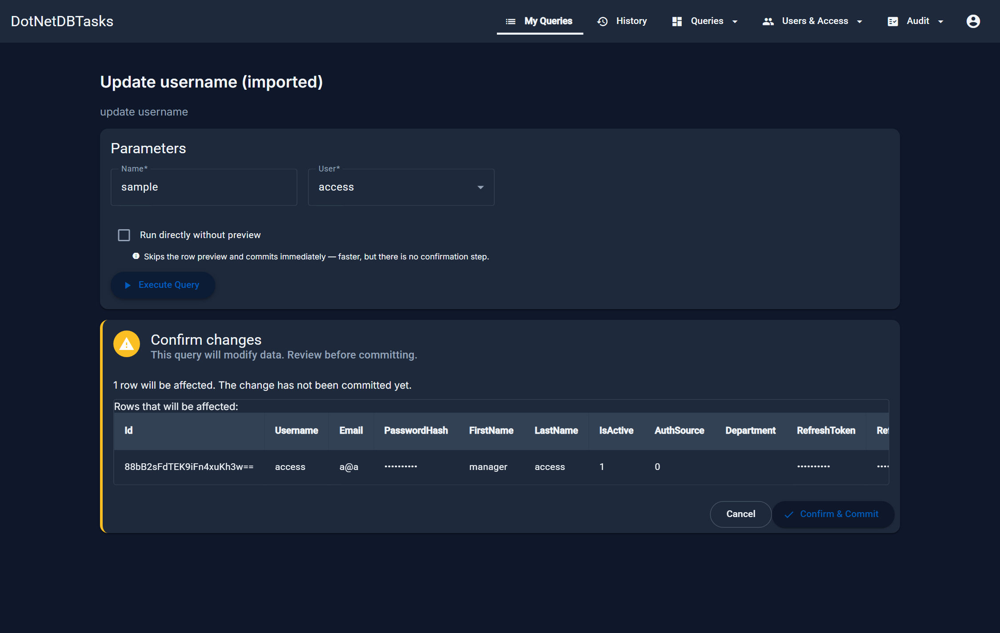 DotNetDBTasks
My Queries
History
Queries
Users & Access
Audit
Update username (imported)
update username
Parameters
Name*
User*
sample
access
Run directly without preview
Skips the row preview and commits immediately — faster, but there is no confirmation step.
Execute Query
Confirm changes
This query will modify data. Review before committing.
1 row will be affected. The change has not been committed yet.
Rows that will be affected:
Id Username Email PasswordHash FirstName LastName IsActive AuthSource Department RefreshToken Ref
88bB2sFdTEK9iFn4xuKh3w== access a@a •••••••••• manager access 1 0 •••••••••• ••••
Cancel
Confirm & Commit